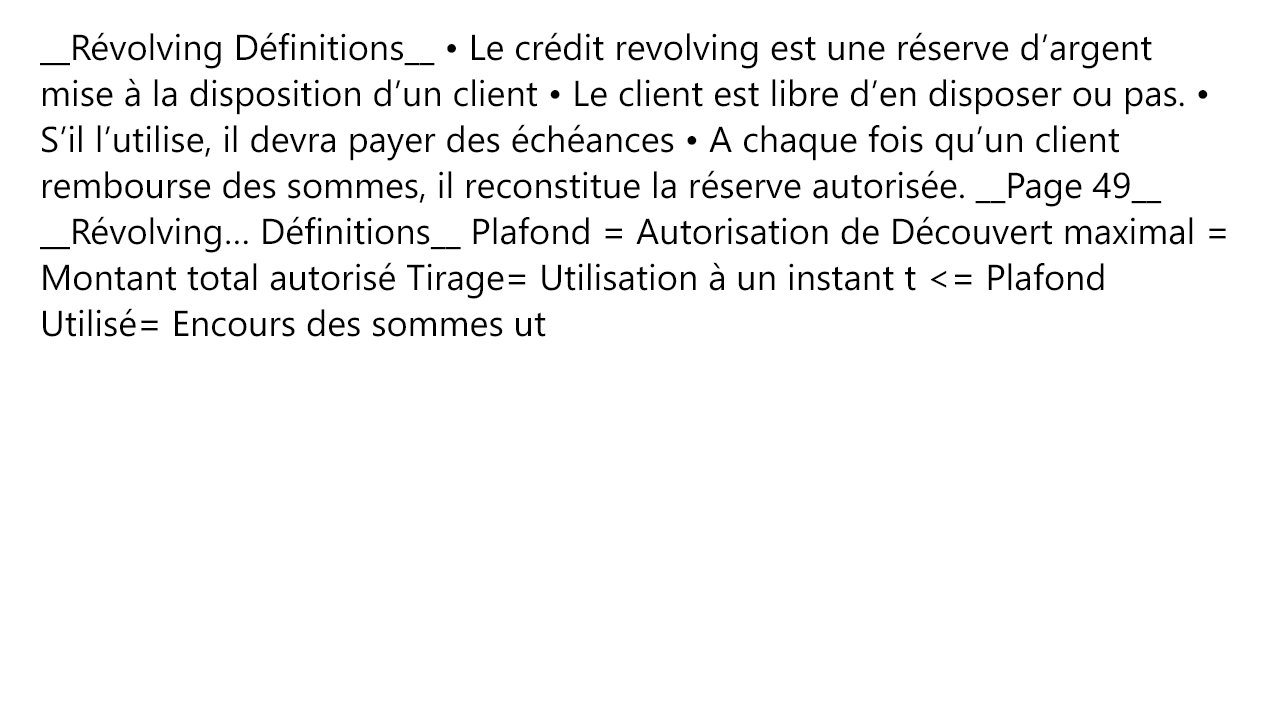 __Révolving Définitions__ • Le crédit revolving est une réserve d’argent
mise à la disposition d’un client • Le client est libre d’en disposer ou pas. •
S’il l’utilise, il devra payer des échéances • A chaque fois qu’un client
rembourse des sommes, il reconstitue la réserve autorisée. __Page 49__
__Révolving… Définitions__ Plafond = Autorisation de Découvert maximal =
Montant total autorisé Tirage= Utilisation à un instant t <= Plafond
Utilisé= Encours des sommes ut